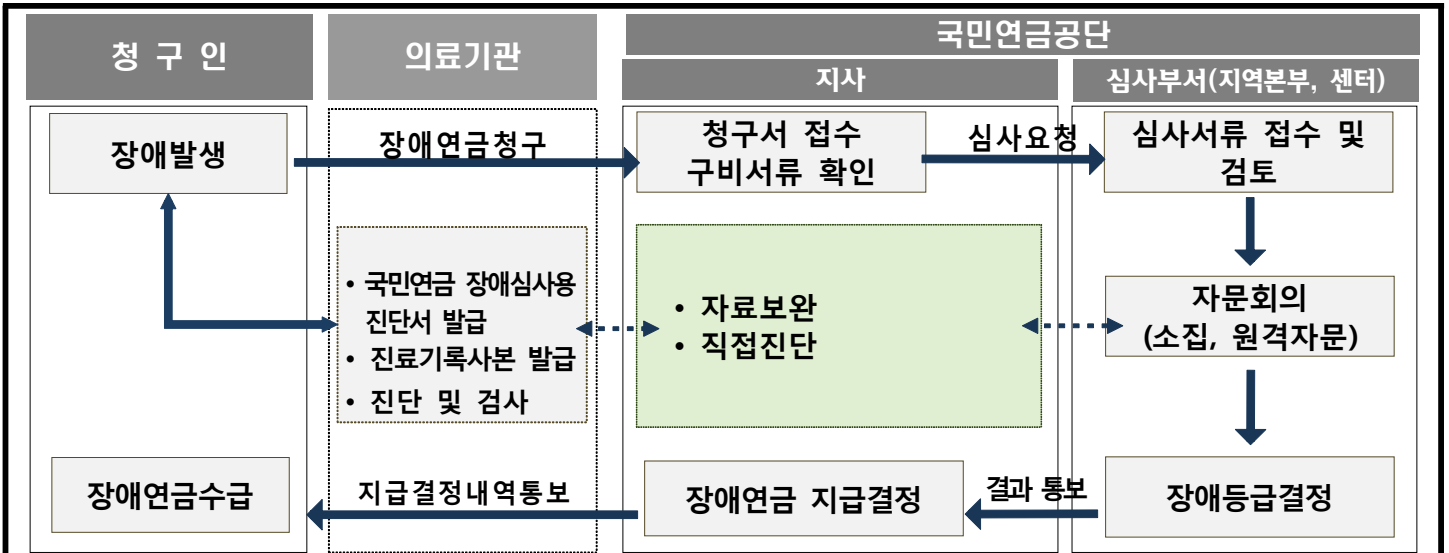 청 구 인
의료기관
국민연금공단
지사
심사부서(지역본부, 센터)
장애발생
장애연금청구
청구서 접수
구비서류 확인
심사요청
심사서류 접수 및
검토
• 국민연금 장애심사용
진단서 발급
• 진료기록사본 발급
• 진단 및 검사
• 자료보완
• 직접진단
자문회의
(소집, 원격자문)
장애연금수급
지급결정내역통보
장애연금 지급결정
결과 통보
장애등급결정